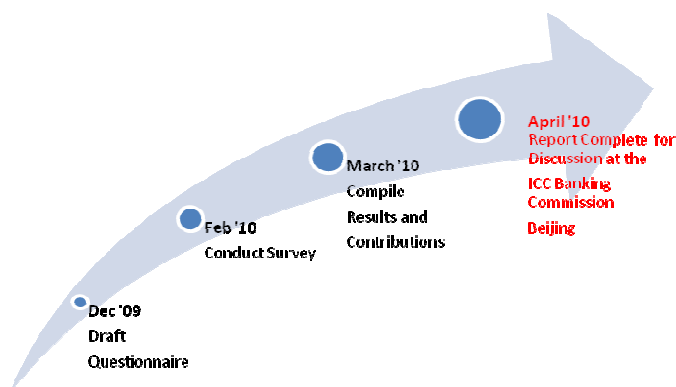 Dec '09
Draft
Questionnaire
Feb '10
Conduct Survey
March '10
Compile
Results and
Contributions
April '10
Report Complete for
Discussion at the
ICC Banking
Commission
Beijing